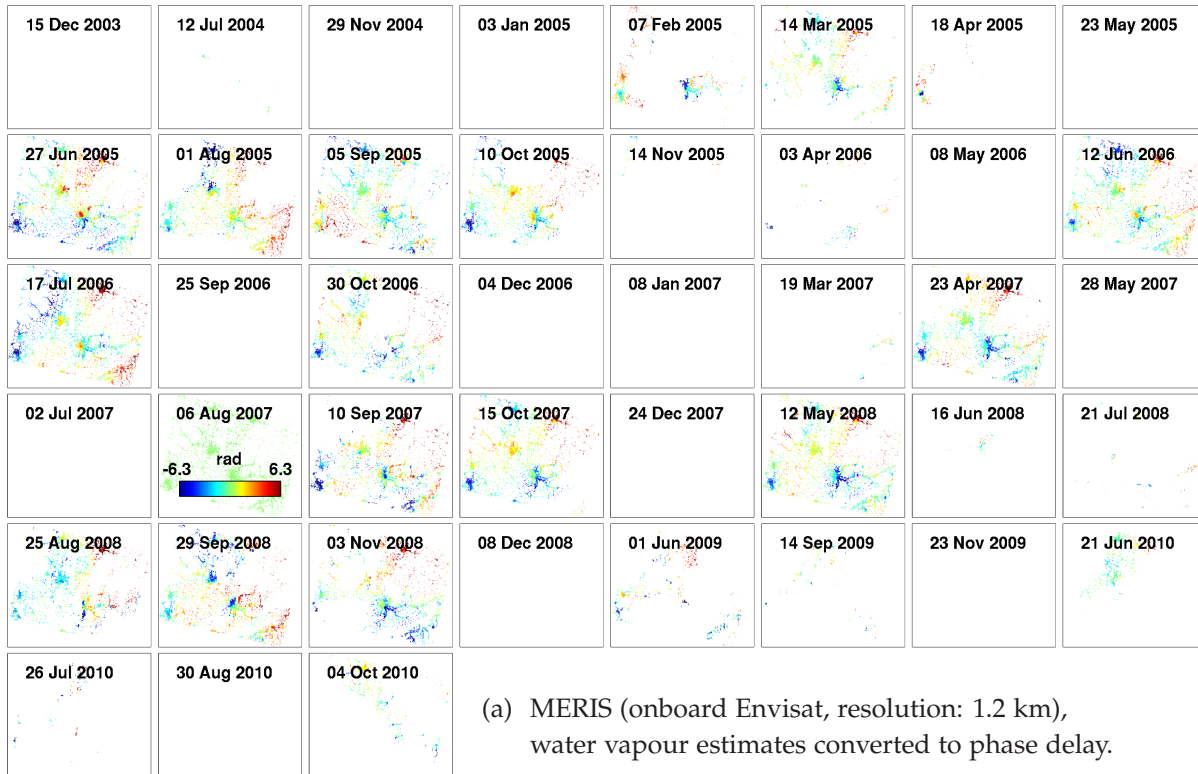 15 Dec 2003 12 Jul 2004 29 Nov 2004 03 Jan 2005 07 Feb 2005 14 Mar 2005 18 Apr 2005 23 May 2005
27 Jun 2005 01 Aug 2005 05 Sep 2005 10 Oct 2005 14 Nov 2005 03 Apr 2006 08 May 2006 12 Jun 2006
17 Jul 2006 25 Sep 2006 30 Oct 2006 04 Dec 2006 08 Jan 2007 19 Mar 2007 23 Apr 2007 28 May 2007
02 Jul 2007 06 Aug 2007 10 Sep 2007 15 Oct 2007 24 Dec 2007 12 May 2008 16 Jun 2008 21 Jul 2008
rad
-6.3 6.3
25 Aug 2008 29 Sep 2008 03 Nov 2008 08 Dec 2008 01 Jun 2009 14 Sep 2009 23 Nov 2009 21 Jun 2010
26 Jul 2010 30 Aug 2010 04 Oct 2010
(a) MERIS (onboard Envisat, resolution: 1.2 km),
water vapour estimates converted to phase delay.